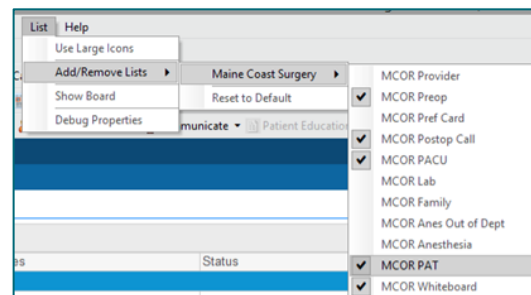 List Help
Use Large Icons
Add/Remove Lists
Show Board
Debug Properties
Maine Coast Surgery
Reset to Default
MCOR Provider
MCOR Preop
MCOR Pref Card
MCOR Postop Call
MCOR PACU
MCOR Lab
MCOR Family
MCOR Anes Out of Dept
MCOR Anesthesia
MCOR PAT
MCOR Whiteboard
Patient Education
Status